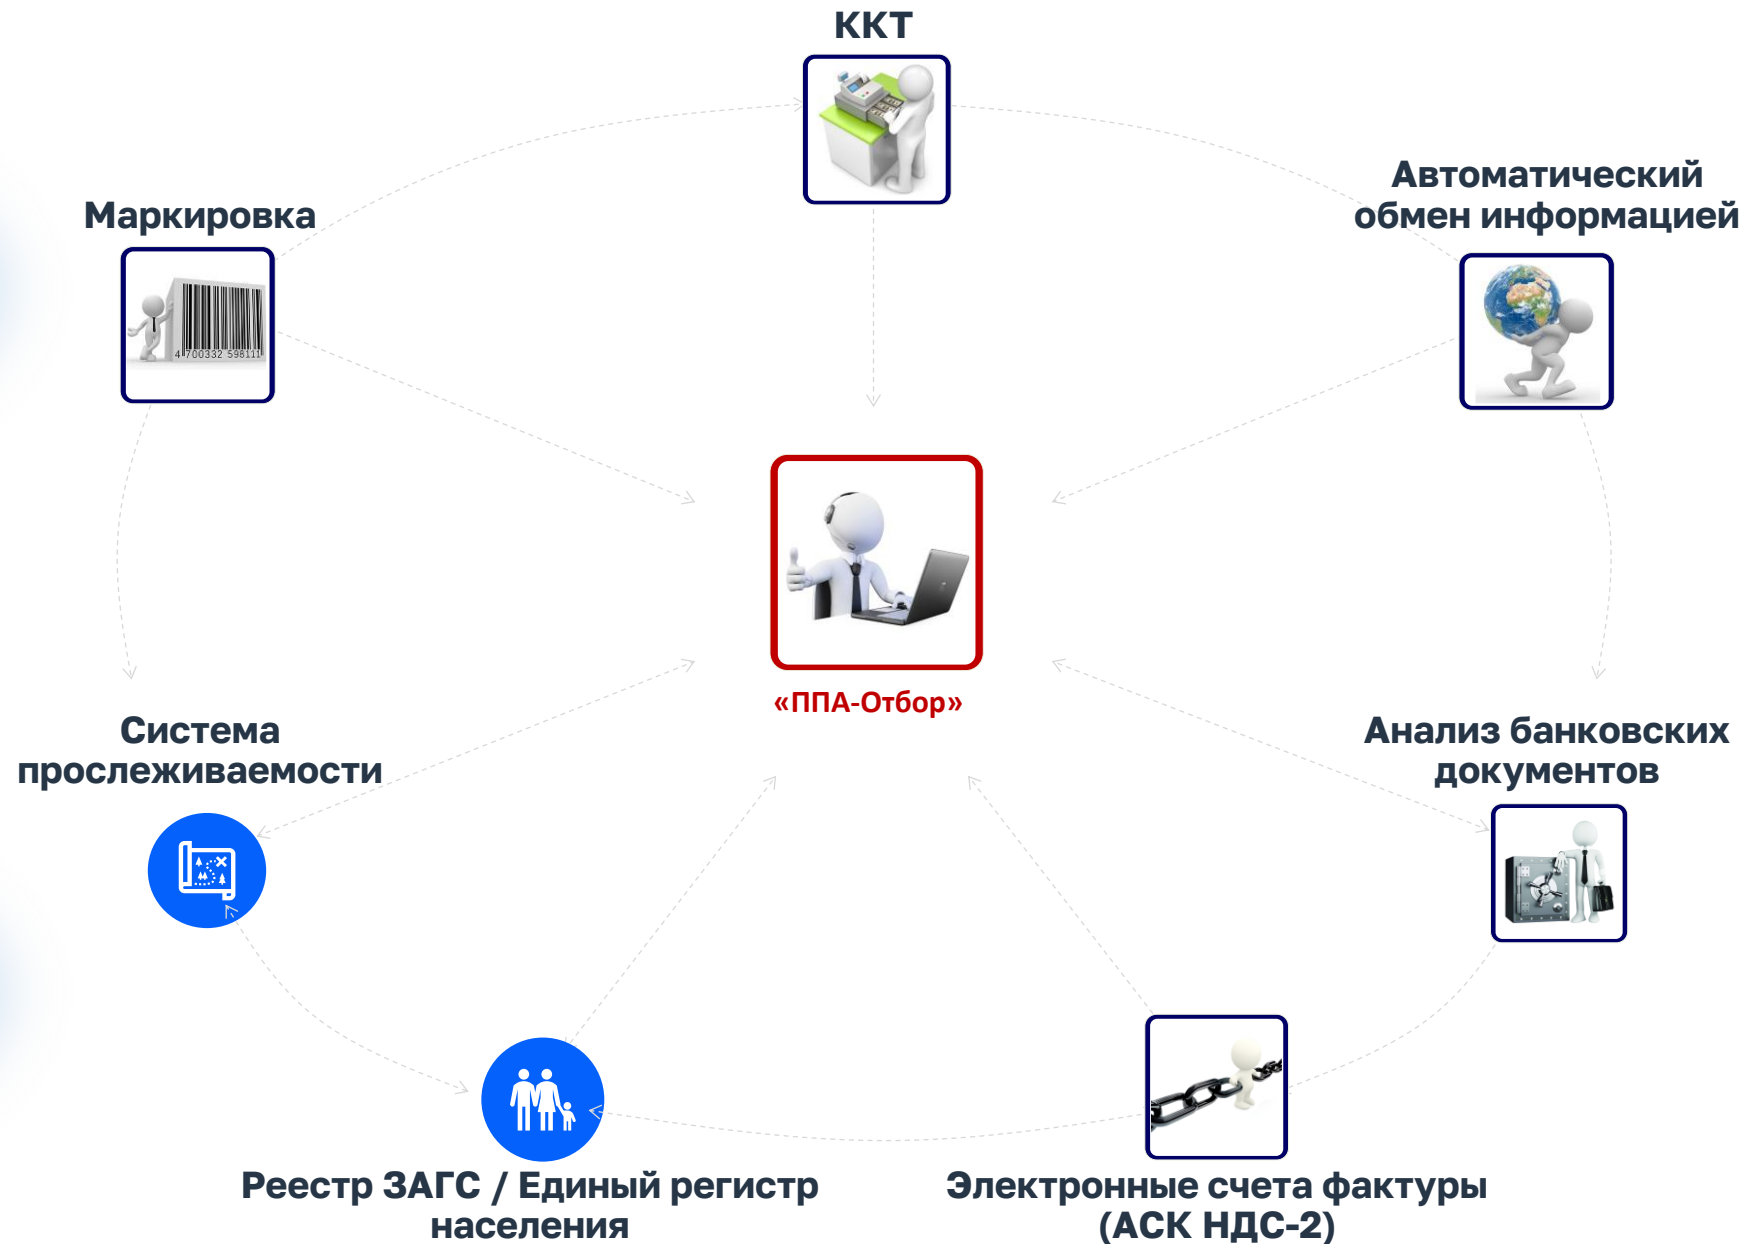 ККТ
Автоматический
обмен информацией
Маркировка
4 700332 598111
«ППА-Отбор»
Система
прослеживаемости
Анализ банковских
документов
Реестр ЗАГС / Единый регистр
населения
Электронные счета фактуры
(АСК НДС-2)